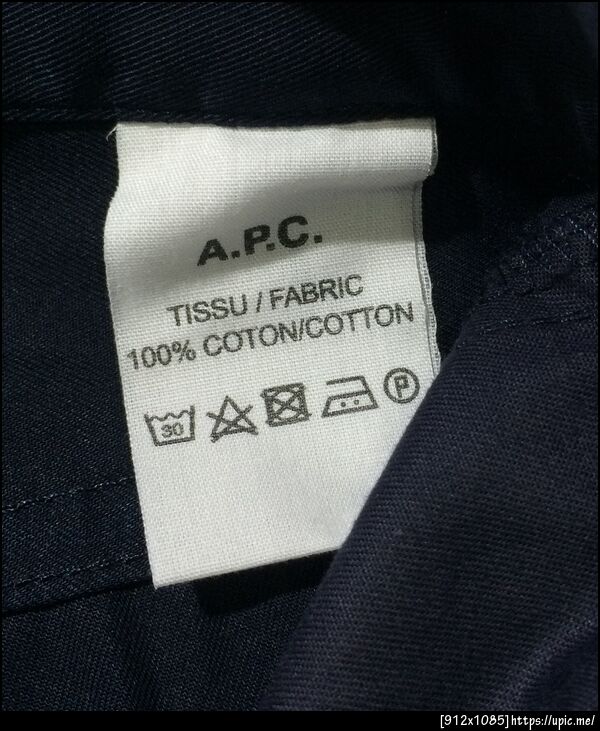 A.P.C.
TISSU / FABRIC
100% COTON/COTTON
30 P
[912x1085]https://upic.me/